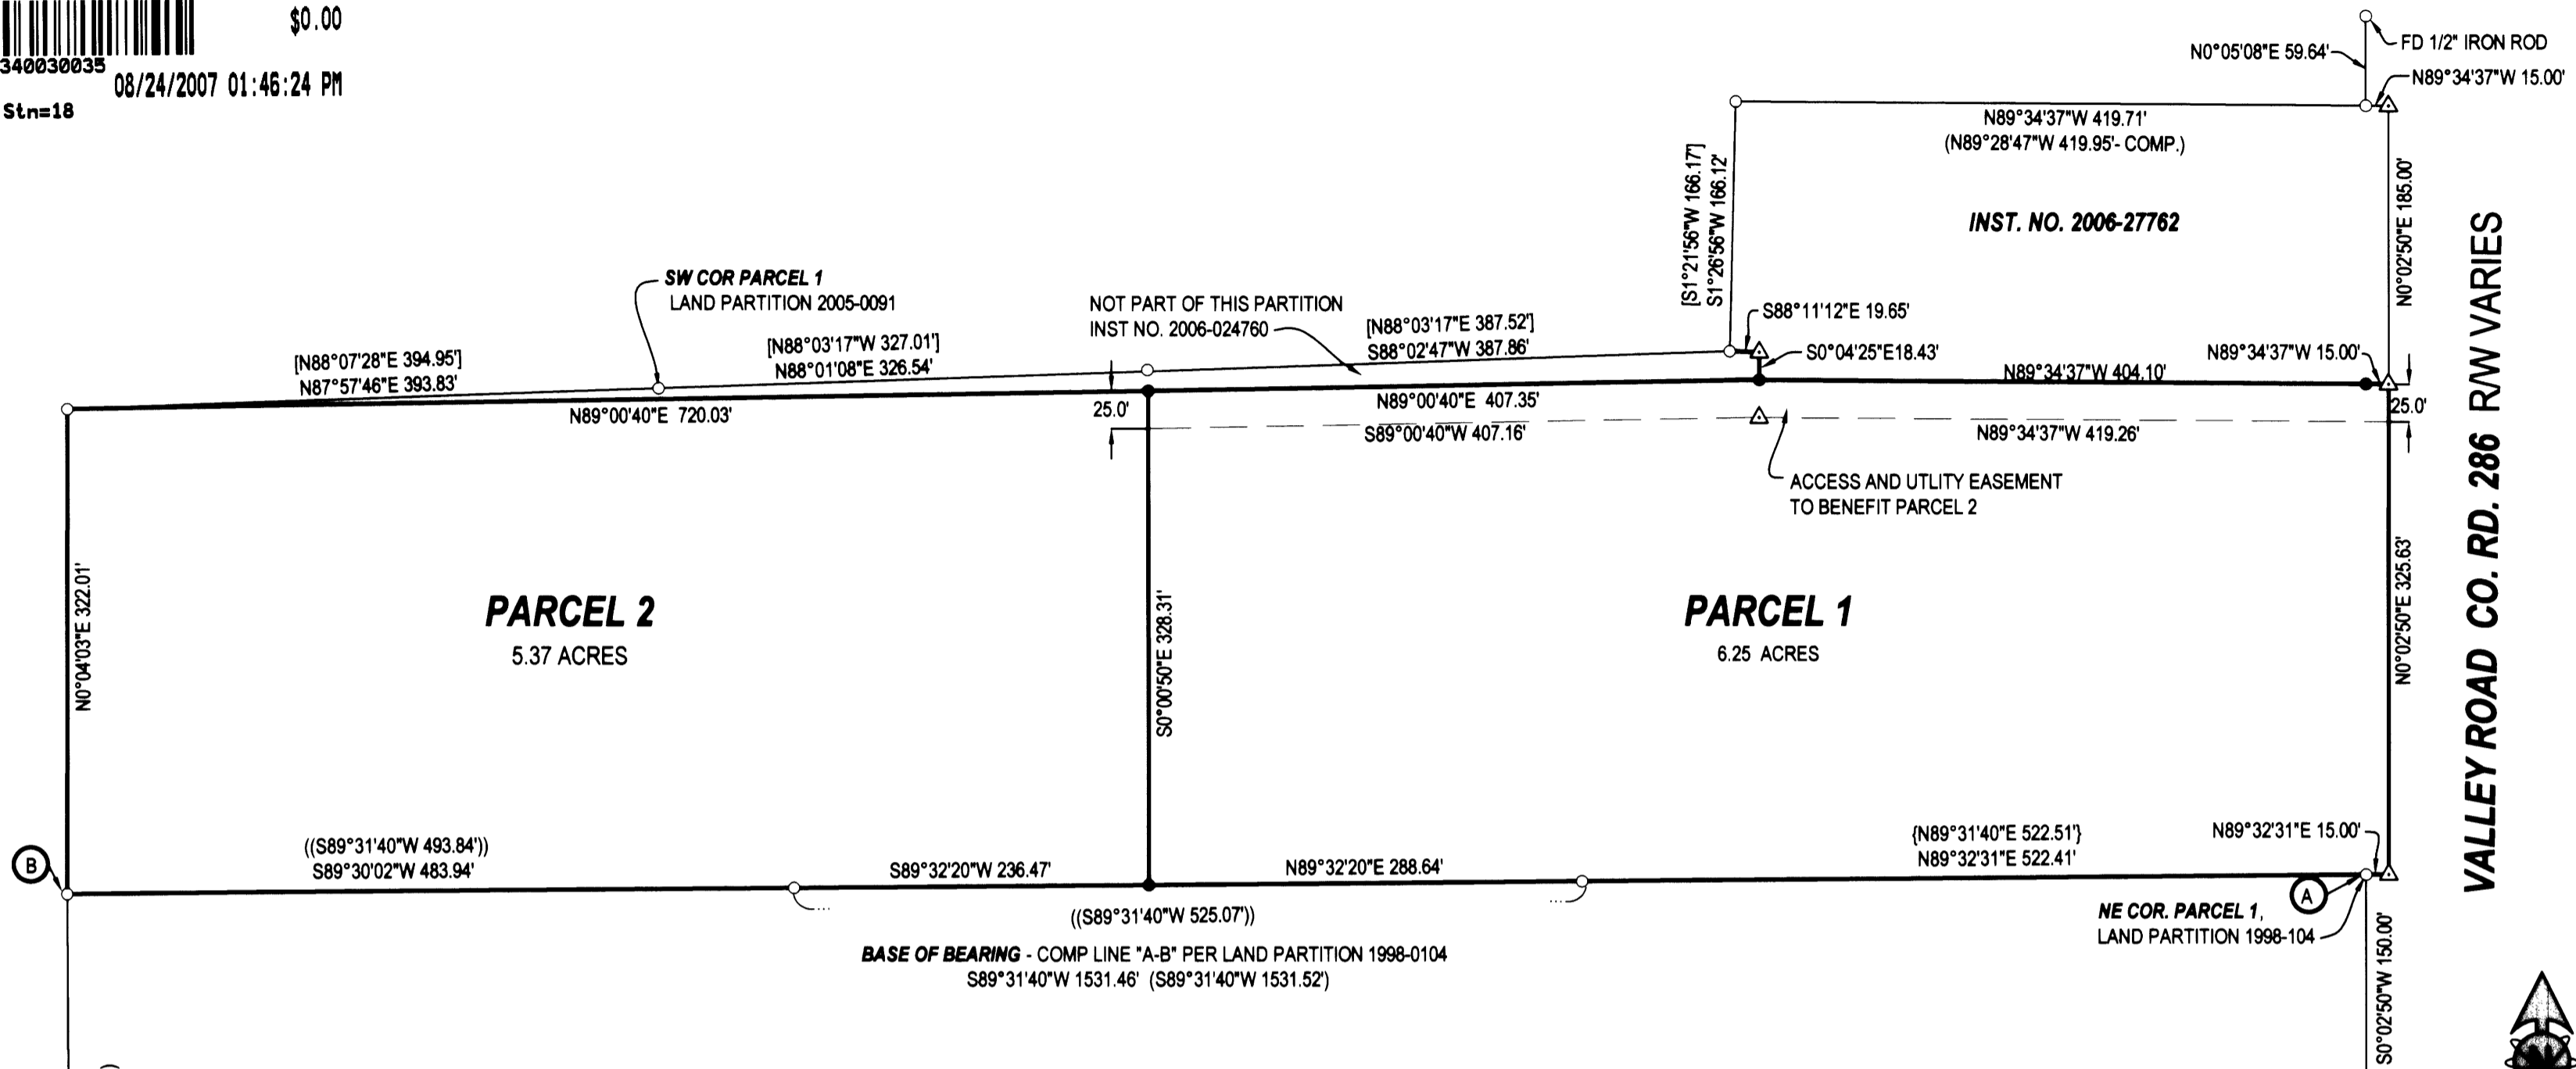 $0.00
340030035
08/24/2007 01:46:24 PM
Stn=18
N0°05'08"E 59.64'
FD 1/2" IRON ROD
N89°34'37"W 15.00'
N89°34'37"W 419.71'
(N89°28'47"W 419.95'- COMP.)
[S1°21'56"W 166.17']
S1°26'56"W 166.12'
INST. NO. 2006-27762
N0°02'50"E 185.00'
VALLEY ROAD CO. RD. 286 R/W VARIES
SW COR PARCEL 1
LAND PARTITION 2005-0091
NOT PART OF THIS PARTITION
INST NO. 2006-024760
S88°11'12"E 19.65'
[N88°07'28"E 394.95']
N87°57'46"E 393.83'
[N88°03'17"W 327.01']
N88°01'08"E 326.54'
[N88°03'17"E 387.52']
S88°02'47"W 387.86'
S0°04'25"E18.43'
N89°34'37"W 15.00'
N89°34'37"W 404.10'
N89°00'40"E 720.03'
25.0'
N89°00'40"E 407.35'
25.0'
S89°00'40"W 407.16'
N89°34'37"W 419.26'
ACCESS AND UTLITY EASEMENT
TO BENEFIT PARCEL 2
N0°04'03"E 322.01'
PARCEL 2
5.37 ACRES
S0°00'50"E 328.31'
PARCEL 1
6.25 ACRES
N0°02'50"E 325.63'
B
((S89°31'40"W 493.84'))
S89°30'02"W 483.94'
S89°32'20"W 236.47'
N89°32'20"E 288.64'
{N89°31'40"E 522.51'}
N89°32'31"E 522.41'
N89°32'31"E 15.00'
A
((S89°31'40"W 525.07'))
NE COR. PARCEL 1,
LAND PARTITION 1998-104
BASE OF BEARING - COMP LINE "A-B" PER LAND PARTITION 1998-0104
S89°31'40"W 1531.46' (S89°31'40"W 1531.52')
S0°02'50"W 150.00'